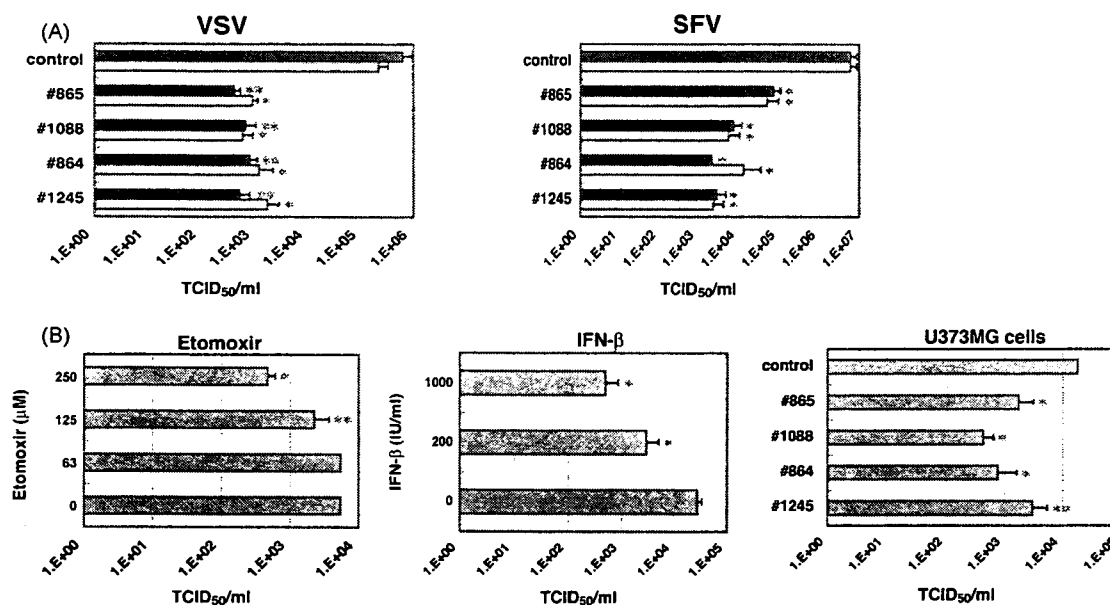 (A)
VSV
control
#865
**
*
#1088
**
*
#864
**
*
#1245
**
*
1.E+00
1.E+01
1.E+02
1.E+03
1.E+04
1.E+05
1.E+06
TCID50/ml
SFV
control
#865
*
*
#1088
*
*
#864
*
*
#1245
*
*
1.E+00
1.E+01
1.E+02
1.E+03
1.E+04
1.E+05
1.E+06
1.E+07
TCID50/ml
(B)
Etomoxir
Etomoxir (μM)
250
*
125
**
63
0
1.E+00
1.E+01
1.E+02
1.E+03
1.E+04
TCID50/ml
IFN-β
IFN-β (IU/ml)
1000
*
200
*
0
1.E+00
1.E+01
1.E+02
1.E+03
1.E+04
1.E+05
TCID50/ml
U373MG cells
control
#865
*
#1088
*
#864
*
#1245
**
1.E+00
1.E+01
1.E+02
1.E+03
1.E+04
TCID50/ml